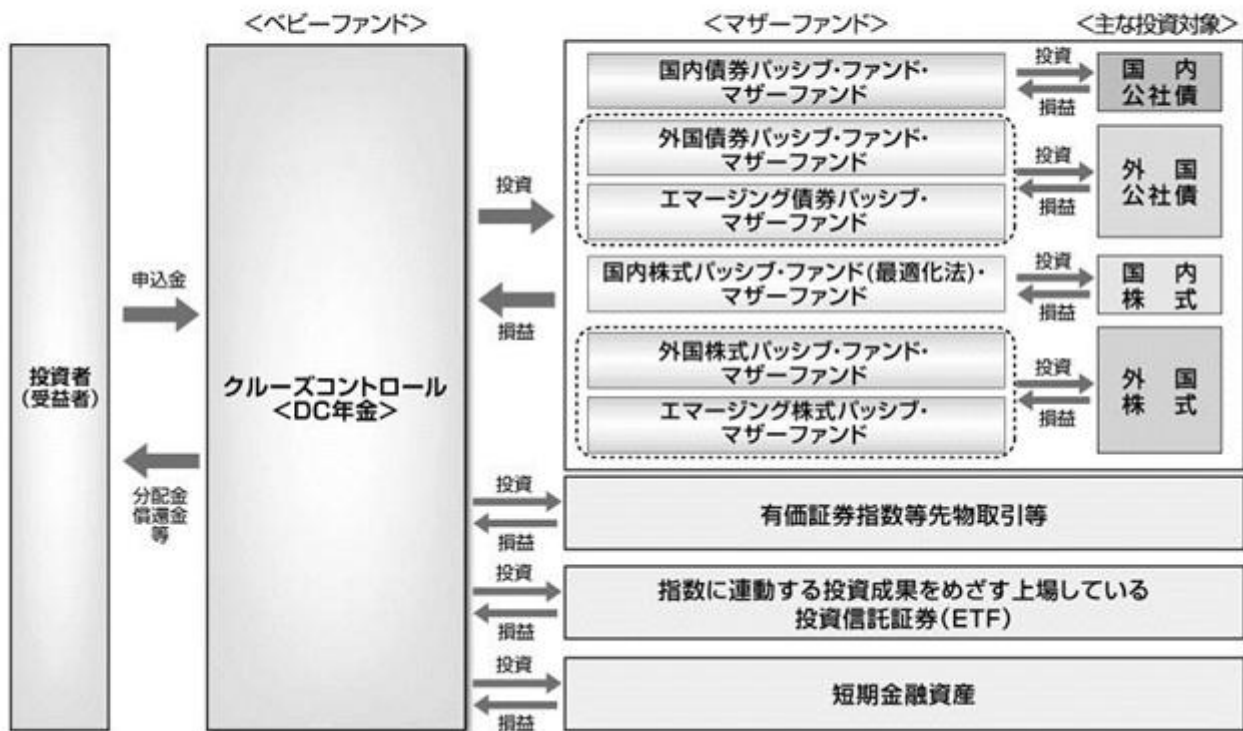 <ベビーファンド>
<マザーファンド>
<主な投資対象>
投資者
(受益者)
申込金
分配金
償還金
等
クルーズコントロール
<DC年金>
投資
損益
国内債券パッシブ・ファンド・
マザーファンド
投資
損益
国 内
公社債
外国債券パッシブ・ファンド・
マザーファンド
エマージング債券パッシブ・
マザーファンド
投資
損益
外 国
公社債
国内株式パッシブ・ファンド(最適化法)・
マザーファンド
投資
損益
国 内
株 式
外国株式パッシブ・ファンド・
マザーファンド
エマージング株式パッシブ・
マザーファンド
投資
損益
外 国
株 式
投資
損益
有価証券指数等先物取引等
投資
損益
指数に連動する投資成果をめざす上場している
投資信託証券(ETF)
投資
損益
短期金融資産